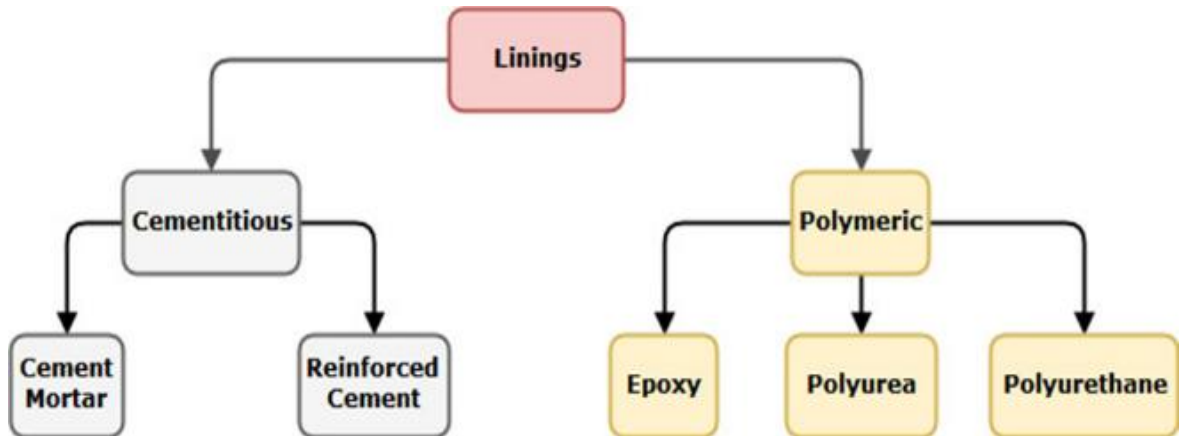 Linings
Cementitious
Polymeric
Cement
Mortar
Reinforced
Cement
Epoxy
Polyurea
Polyurethane